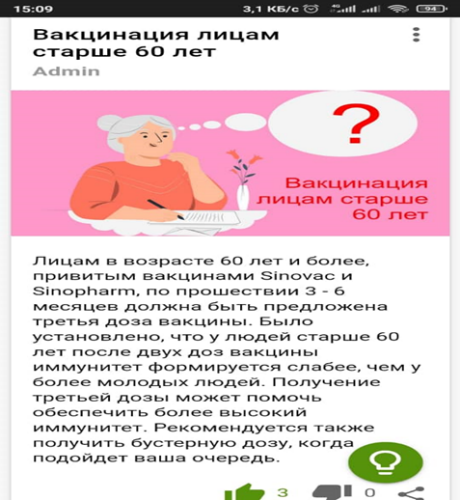 15:09
3,1 КБ/с
94
Вакцинация лицам
старше 60 лет
Admin
?
Вакцинация
лицам старше
60 лет
Лицам в возрасте 60 лет и более,
привитым вакцинами Sinovac и
Sinopharm, по прошествии 3 - 6
месяцев должна быть предложена
третья доза вакцины. Было
установлено, что у людей старше 60
лет после двух доз вакцины
иммунитет формируется слабее, чем у
более молодых людей. Получение
третьей дозы может помочь
обеспечить более высокий
иммунитет. Рекомендуется также
получить бустерную дозу, когда
подойдет ваша очередь.
3
0